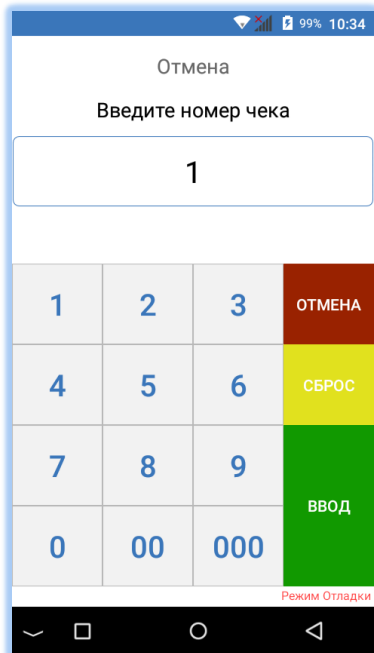 99% 10:34
Отмена
Введите номер чека
1
1 2 3 ОТМЕНА
4 5 6 СБРОС
7 8 9
ВВОД
0 00 000
Режим Отладки